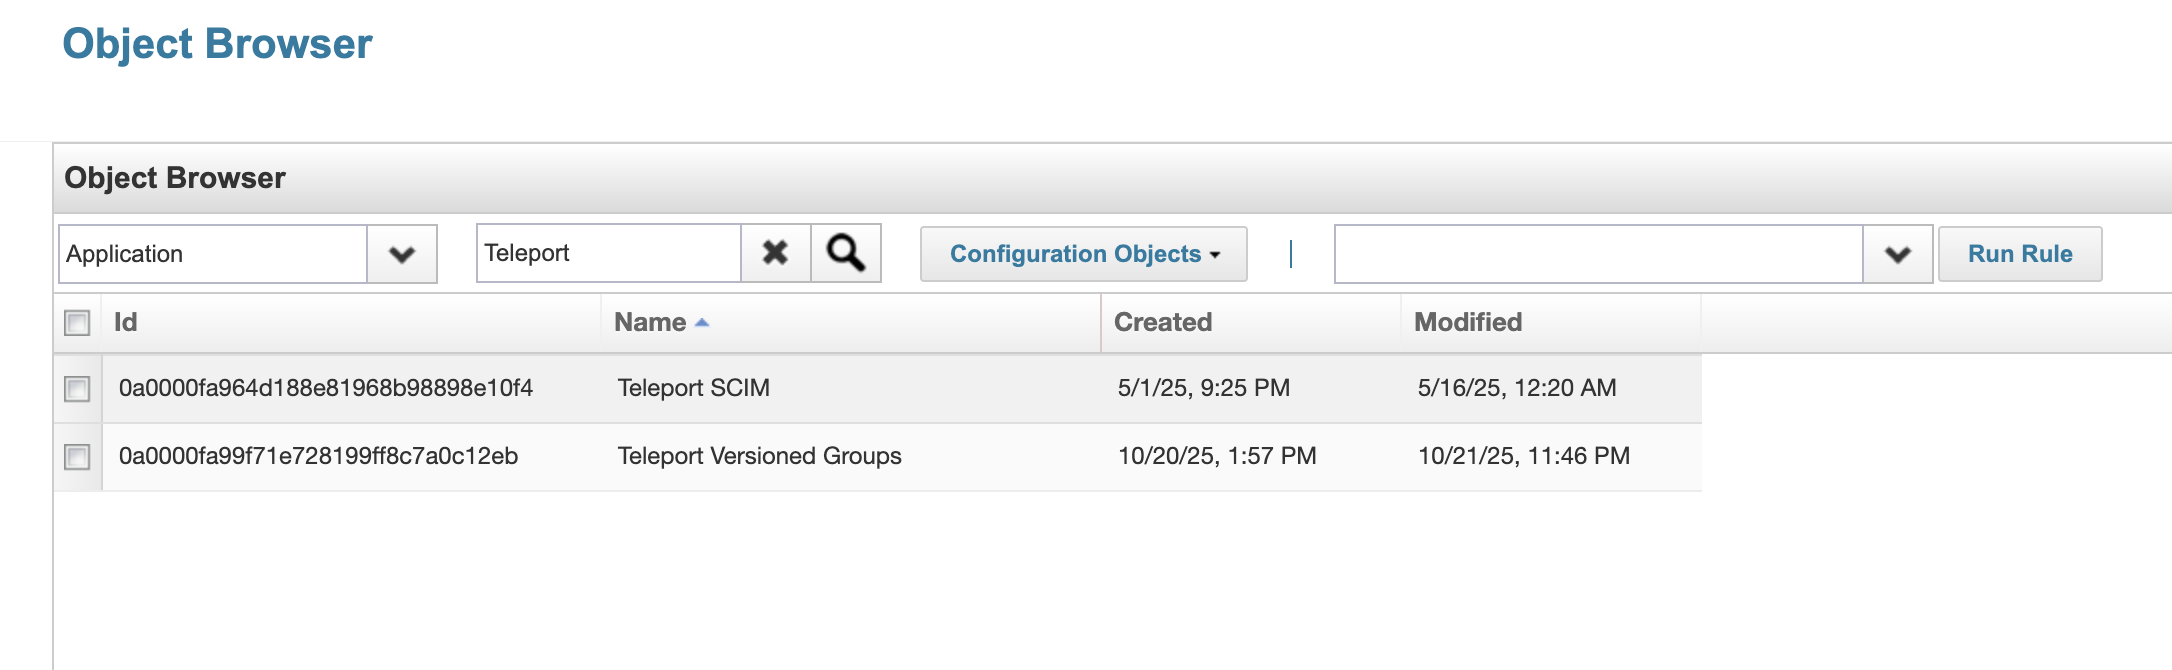 Object Browser
Object Browser
Application Teleport Configuration Objects Run Rule
Id Name Created Modified
0a0000fa964d188e81968b98898e10f4 Teleport SCIM 5/1/25, 9:25 PM 5/16/25, 12:20 AM
0a0000fa99f71e728199ff8c7a0c12eb Teleport Versioned Groups 10/20/25, 1:57 PM 10/21/25, 11:46 PM